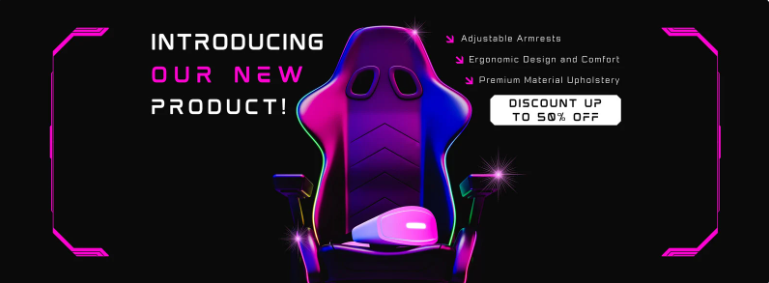 INTRODUCING
OUR NEW
PRODUCT!
Adjustable Armrests
Ergonomic Design and Comfort
Premium Material Upholstery
DISCOUNT UP
TO 50% OFF